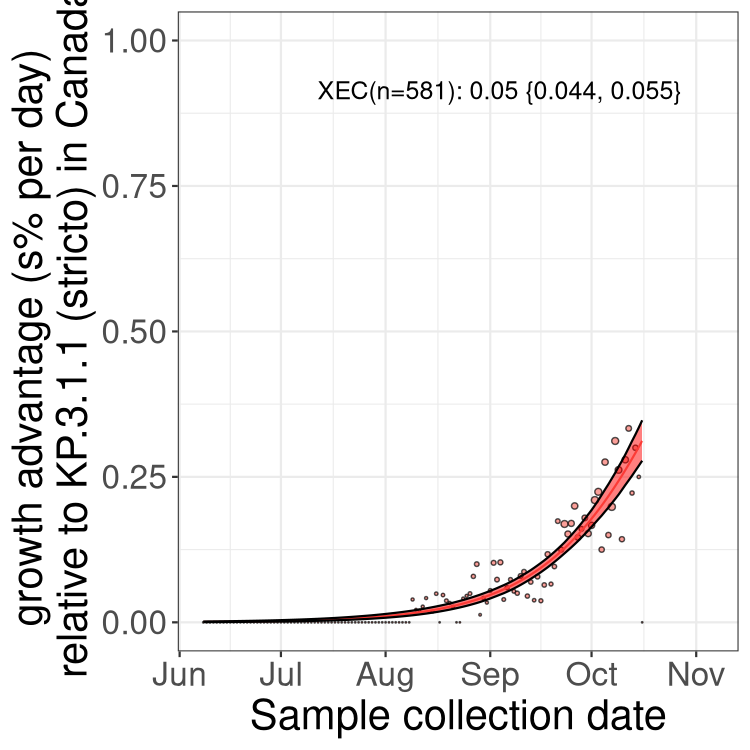 growth advantage (s% per day)
relative to KP.3.1.1 (stricto) in Canada
1.00
0.75
0.50
0.25
0.00
XEC(n=581): 0.05 {0.044, 0.055}
Jun Jul Aug Sep Oct Nov
Sample collection date